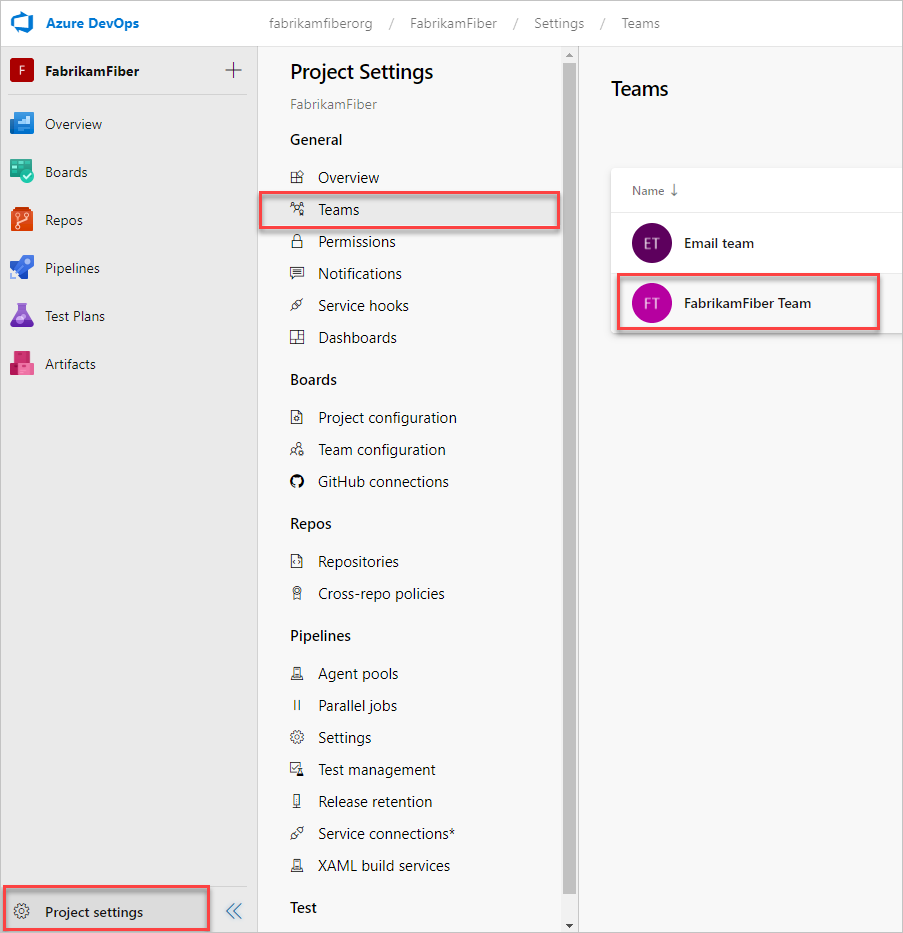 Azure DevOps
fabrikamfiberorg / FabrikamFiber / Settings / Teams
F FabrikamFiber
Overview
Boards
Repos
Pipelines
Test Plans
Artifacts
Project settings
Project Settings
FabrikamFiber
General
Overview
Teams
Permissions
Notifications
Service hooks
Dashboards
Boards
Project configuration
Team configuration
GitHub connections
Repos
Repositories
Cross-repo policies
Pipelines
Agent pools
Parallel jobs
Settings
Test management
Release retention
Service connections*
XAML build services
Test
Teams
Name ↓
ET Email team
FT FabrikamFiber Team